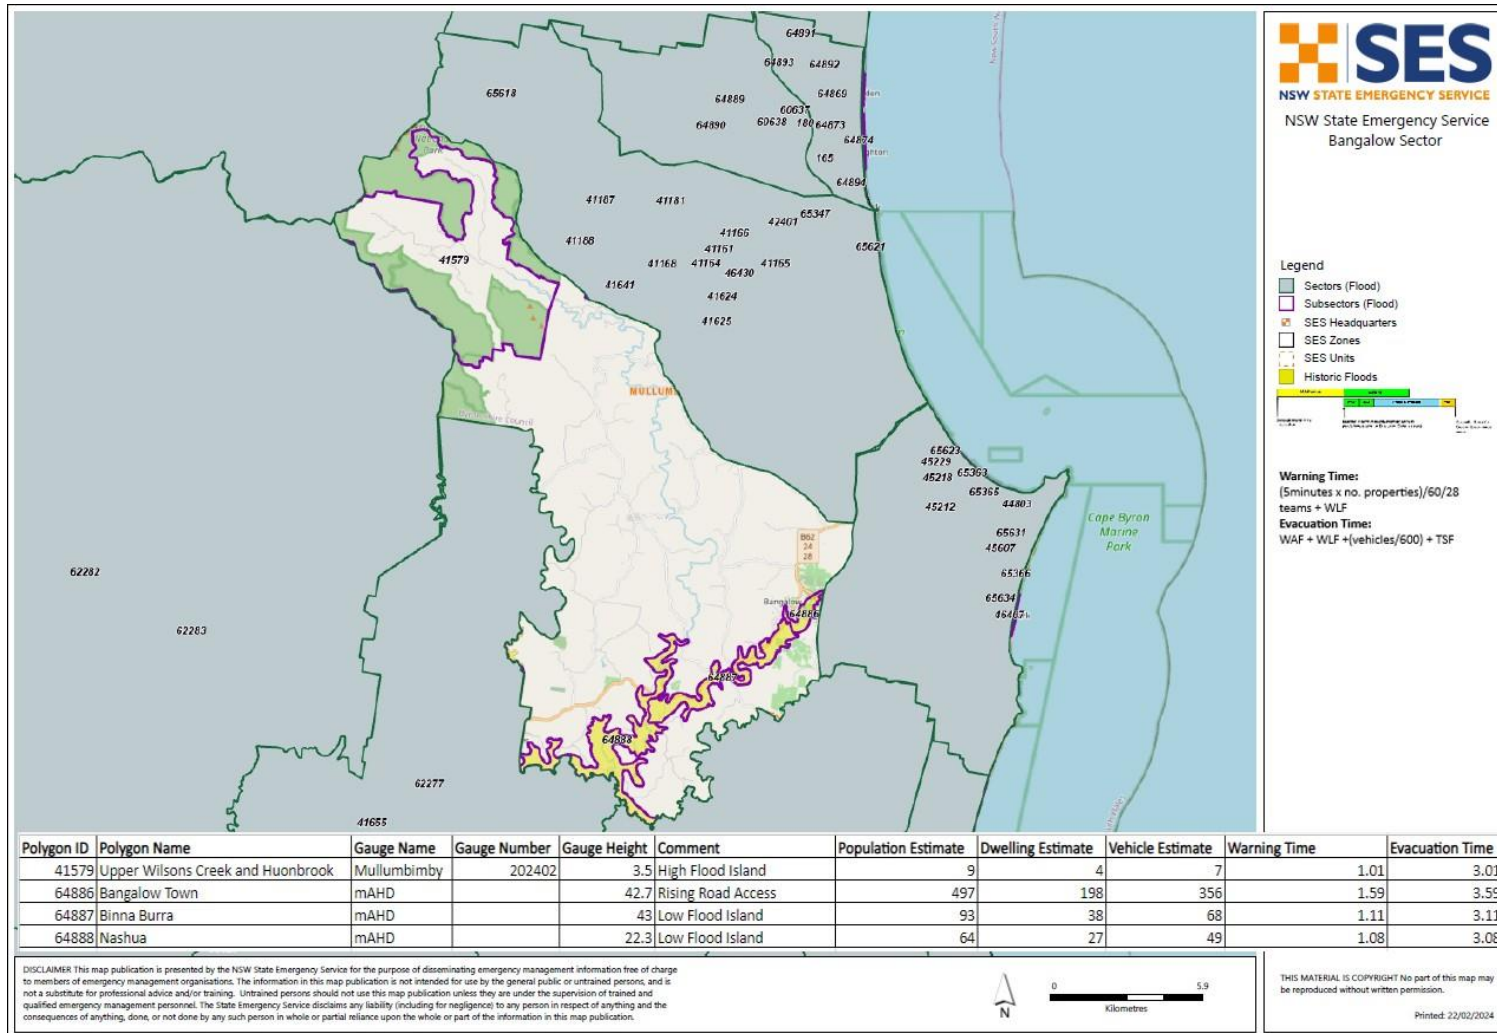 64891
64893 64892
65618
64889
64869
60637
64890
60638
180
64873
64874
165
64894
41187
41181
42401
65347
41188
41166
65621
41161
41579
41168
41164
41165
46430
41641
41624
41625
MULLUM
65623
45229
65363
45218
65365
45212
44803
65631
45607
Cape Byron
Marine
Park
B62
24
28
62282
65366
65634
64886
62283
64887
64888
62277
41655
SES
NSW STATE EMERGENCY SERVICE
NSW State Emergency Service
Bangalow Sector
Legend
Sectors (Flood)
Subsectors (Flood)
SES Headquarters
SES Zones
SES Units
Historic Floods
Warning Time:
(5minutes x no. properties)/60/28
teams + WLF
Evacuation Time:
WAF + WLF +(vehicles/600) + TSF
Polygon ID Polygon Name Gauge Name Gauge Number Gauge Height Comment Population Estimate Dwelling Estimate Vehicle Estimate Warning Time Evacuation Time
41579 Upper Wilsons Creek and Huonbrook Mullumbimby 202402 3.5 High Flood Island 9 4 7 1.01 3.01
64886 Bangalow Town mAHD 42.7 Rising Road Access 497 198 356 1.59 3.59
64887 Binna Burra mAHD 43 Low Flood Island 93 38 68 1.11 3.11
64888 Nashua mAHD 22.3 Low Flood Island 64 27 49 1.08 3.08
DISCLAIMER This map publication is presented by the NSW State Emergency Service for the purpose of disseminating emergency management information free of charge
to members of emergency management organisations. The information in this map publication is not intended for use by the general public or untrained persons, and is
not a substitute for professional advice and/or training. Untrained persons should not use this map publication unless they are under the supervision of trained and
qualified emergency management personnel. The State Emergency Service disclaims any liability (including for negligence) to any person in respect of anything and the
consequences of anything, done, or not done by any such person in whole or partial reliance upon the whole or part of the information in this map publication.
N
0 5.9
Kilometres
THIS MATERIAL IS COPYRIGHT No part of this map may
be reproduced without written permission.
Printed: 22/02/2024